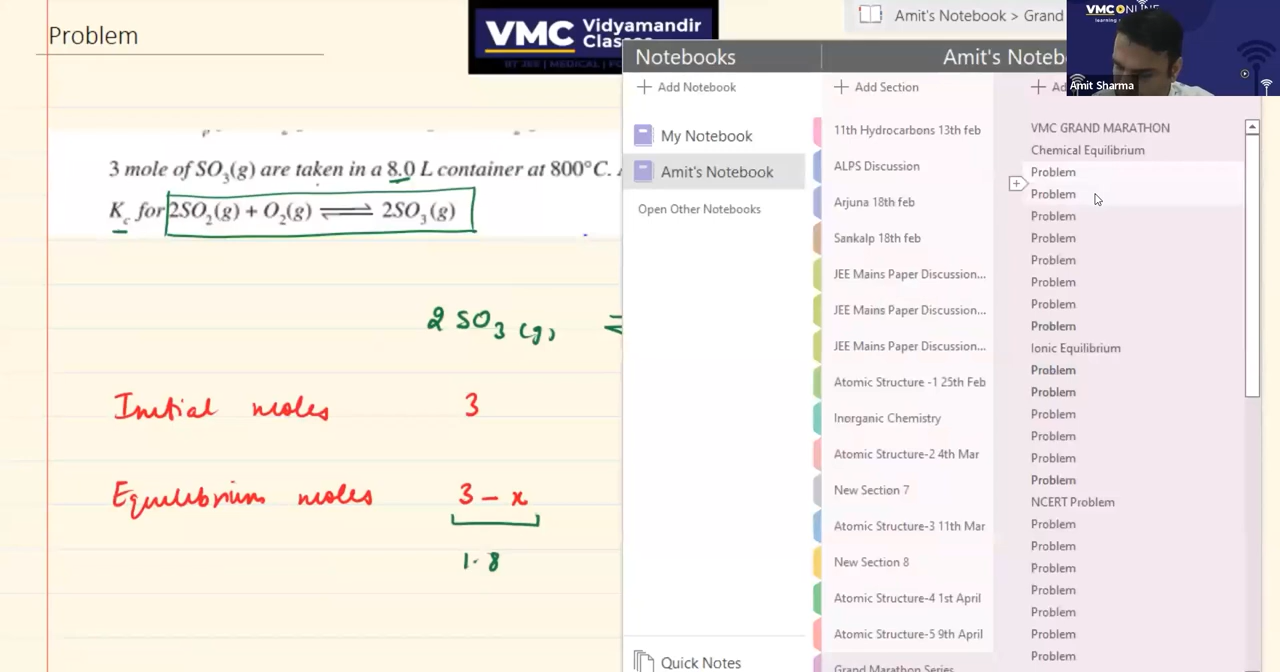 Problem
VMC Vidyamandir
Classes
Amit's Notebook > Grand
VMC ONLINE
Amit Sharma
3 mole of SO₃(g) are taken in a 8.0 L container at 800°C.
K_c for 2SO₂(g) + O₂(g) ⇌ 2SO₃(g)
2 SO₃ (g)
Initial moles 3
Equilibrium moles 3 - x
1.8
Notebooks
Amit's Noteb
+ Add Notebook
My Notebook
Amit's Notebook
Open Other Notebooks
Quick Notes
+ Add Section
11th Hydrocarbons 13th feb
ALPS Discussion
Arjuna 18th feb
Sankalp 18th feb
JEE Mains Paper Discussion...
JEE Mains Paper Discussion...
JEE Mains Paper Discussion...
Atomic Structure -1 25th Feb
Inorganic Chemistry
Atomic Structure-2 4th Mar
New Section 7
Atomic Structure-3 11th Mar
New Section 8
Atomic Structure-4 1st April
Atomic Structure-5 9th April
Grand Marathon Series
VMC GRAND MARATHON
Chemical Equilibrium
Problem
Problem
Problem
Problem
Problem
Problem
Problem
Problem
Ionic Equilibrium
Problem
Problem
Problem
Problem
Problem
Problem
NCERT Problem
Problem
Problem
Problem
Problem
Problem
Problem
Problem